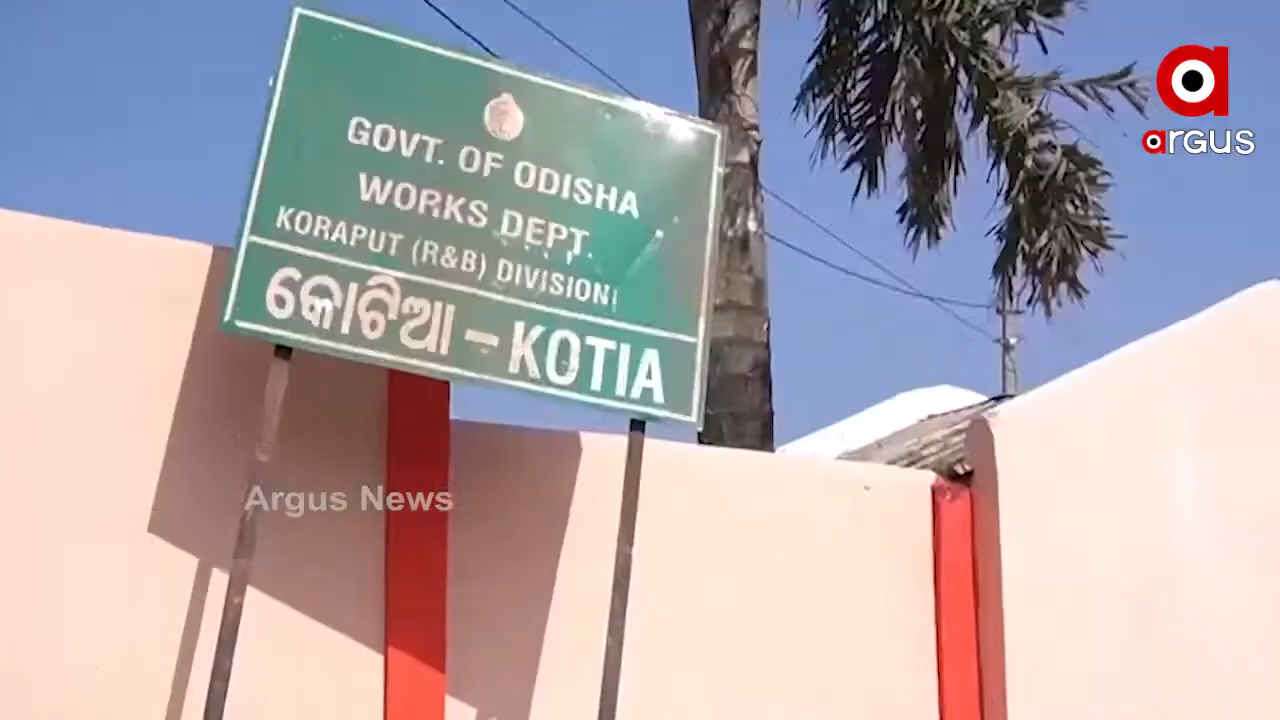 GOVT. OF ODISHA
WORKS DEPT.
KORAPUT (R&B) DIVISION
କୋଟିଆ - KOTIA
argus
Argus News